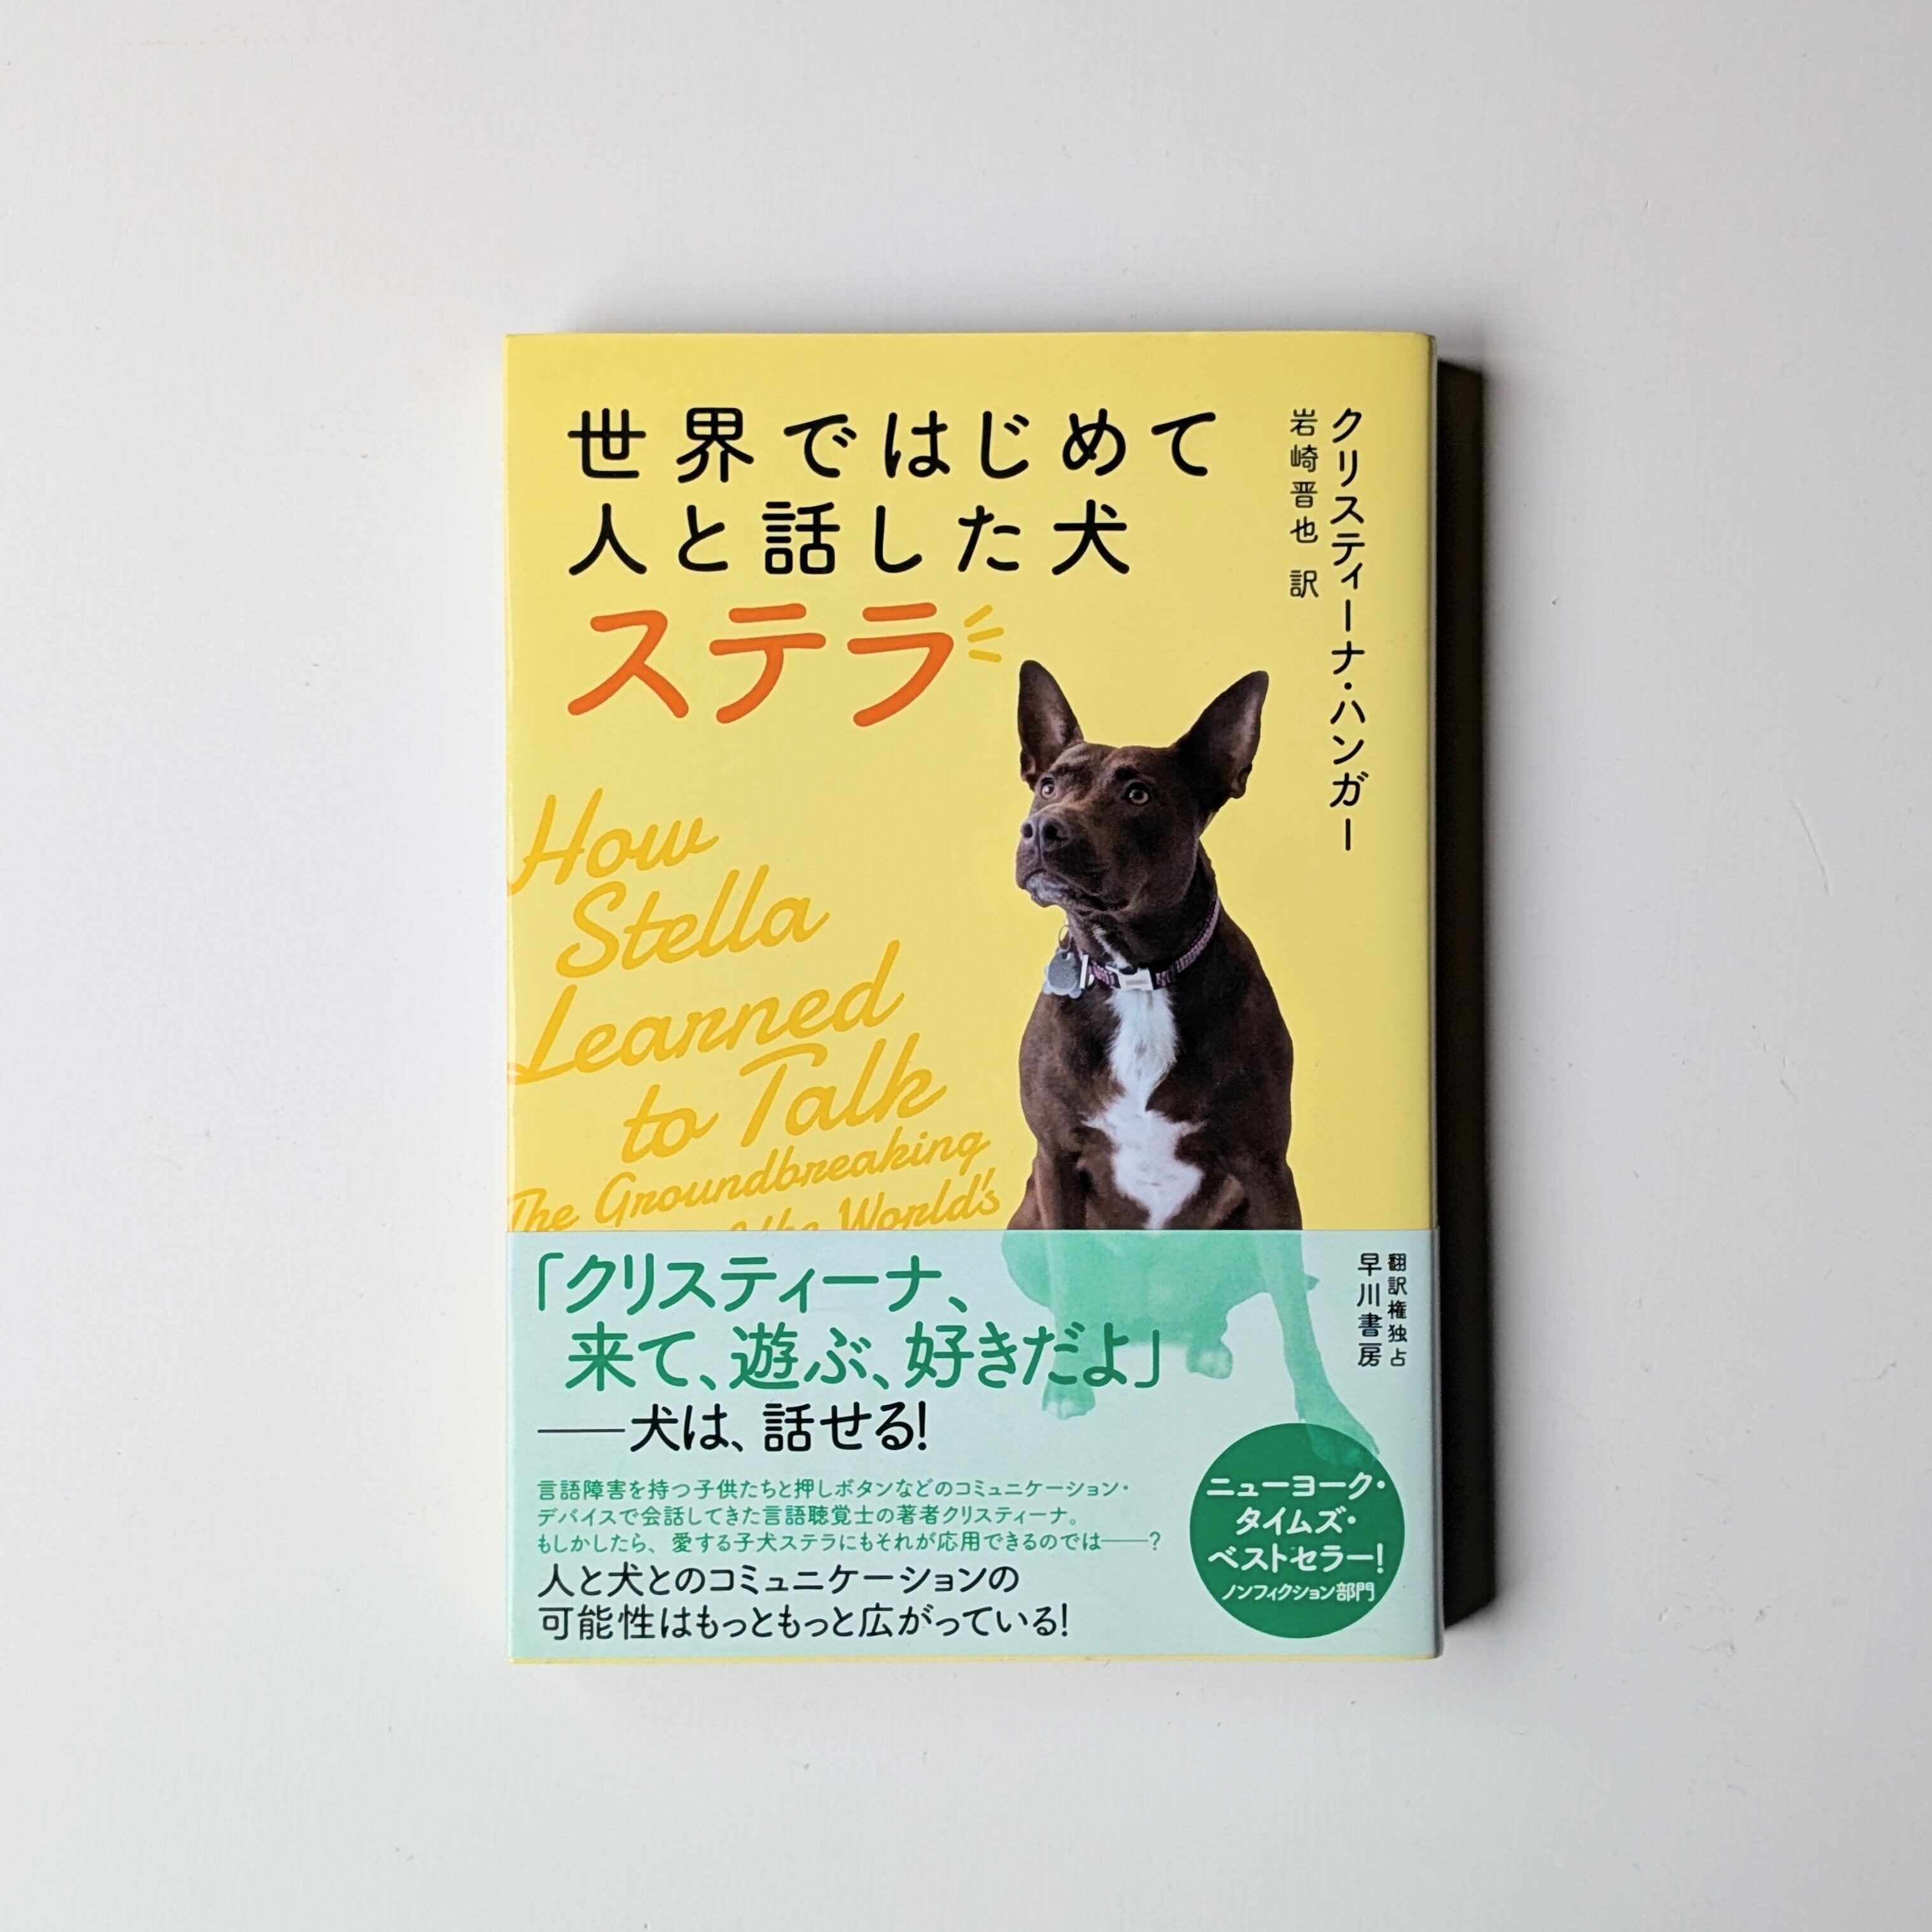 世界ではじめて
人と話した犬
ステラ
クリスティーナ・ハンガー
岩崎晋也 訳
How
Stella
Learned
to Talk
The Groundbreaking
the World's
「クリスティーナ、
来て、遊ぶ、好きだよ」
──犬は、話せる!
言語障害を持つ子供たちと押しボタンなどのコミュニケーション・
デバイスで会話してきた言語聴覚士の著者クリスティーナ。
もしかしたら、愛する子犬ステラにもそれが応用できるのでは──?
人と犬とのコミュニケーションの
可能性はもっともっと広がっている!
翻訳権独占
早川書房
ニューヨーク・
タイムズ・
ベストセラー!
ノンフィクション部門